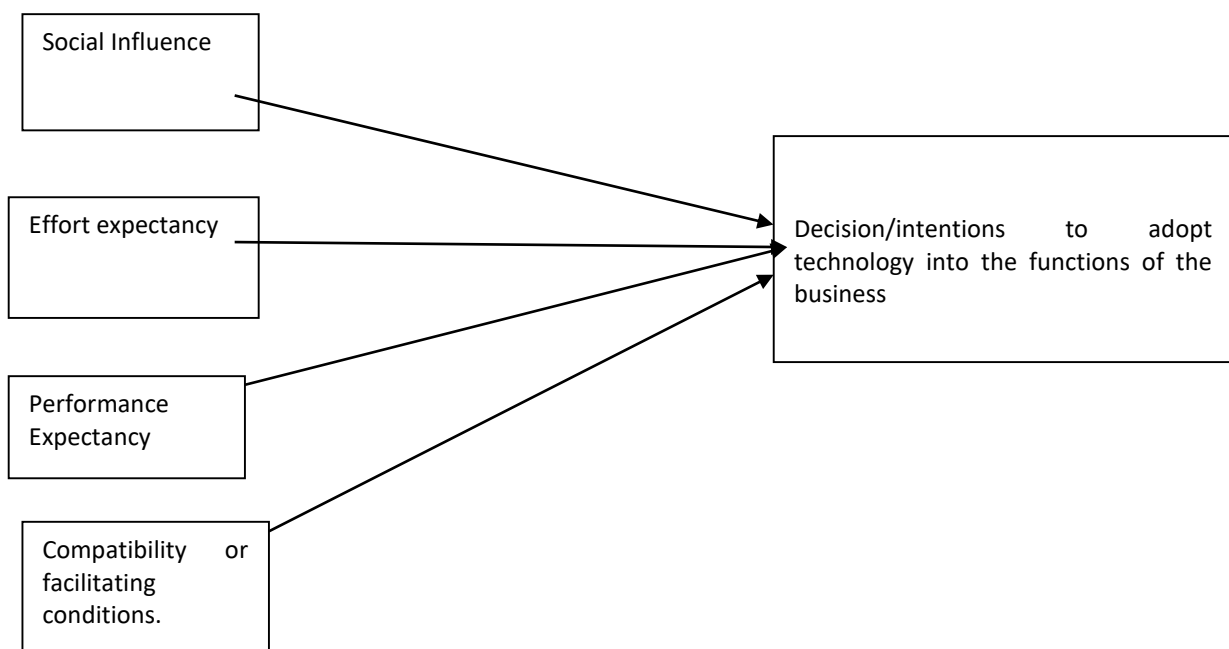 Social Influence
Effort expectancy
Performance
Expectancy
Compatibility or
facilitating
conditions.
Decision/intentions to adopt
technology into the functions of the
business